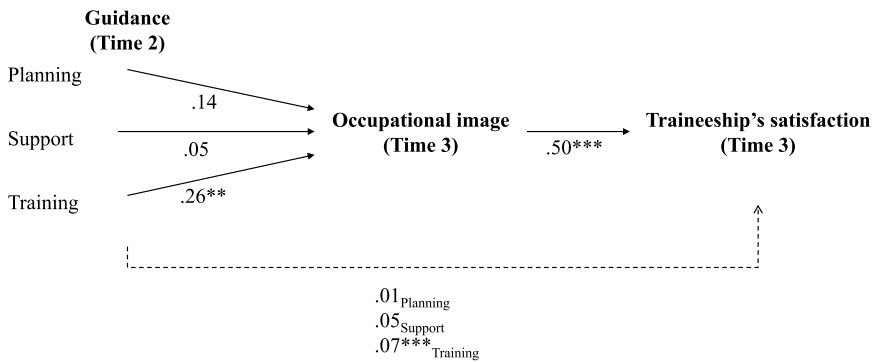 Guidance
(Time 2)
Planning
.14
Occupational image
(Time 3)
Traineeship's satisfaction
(Time 3)
Support
.05
.50***
Training
.26**
.01Planning
.05Support
.07***Training